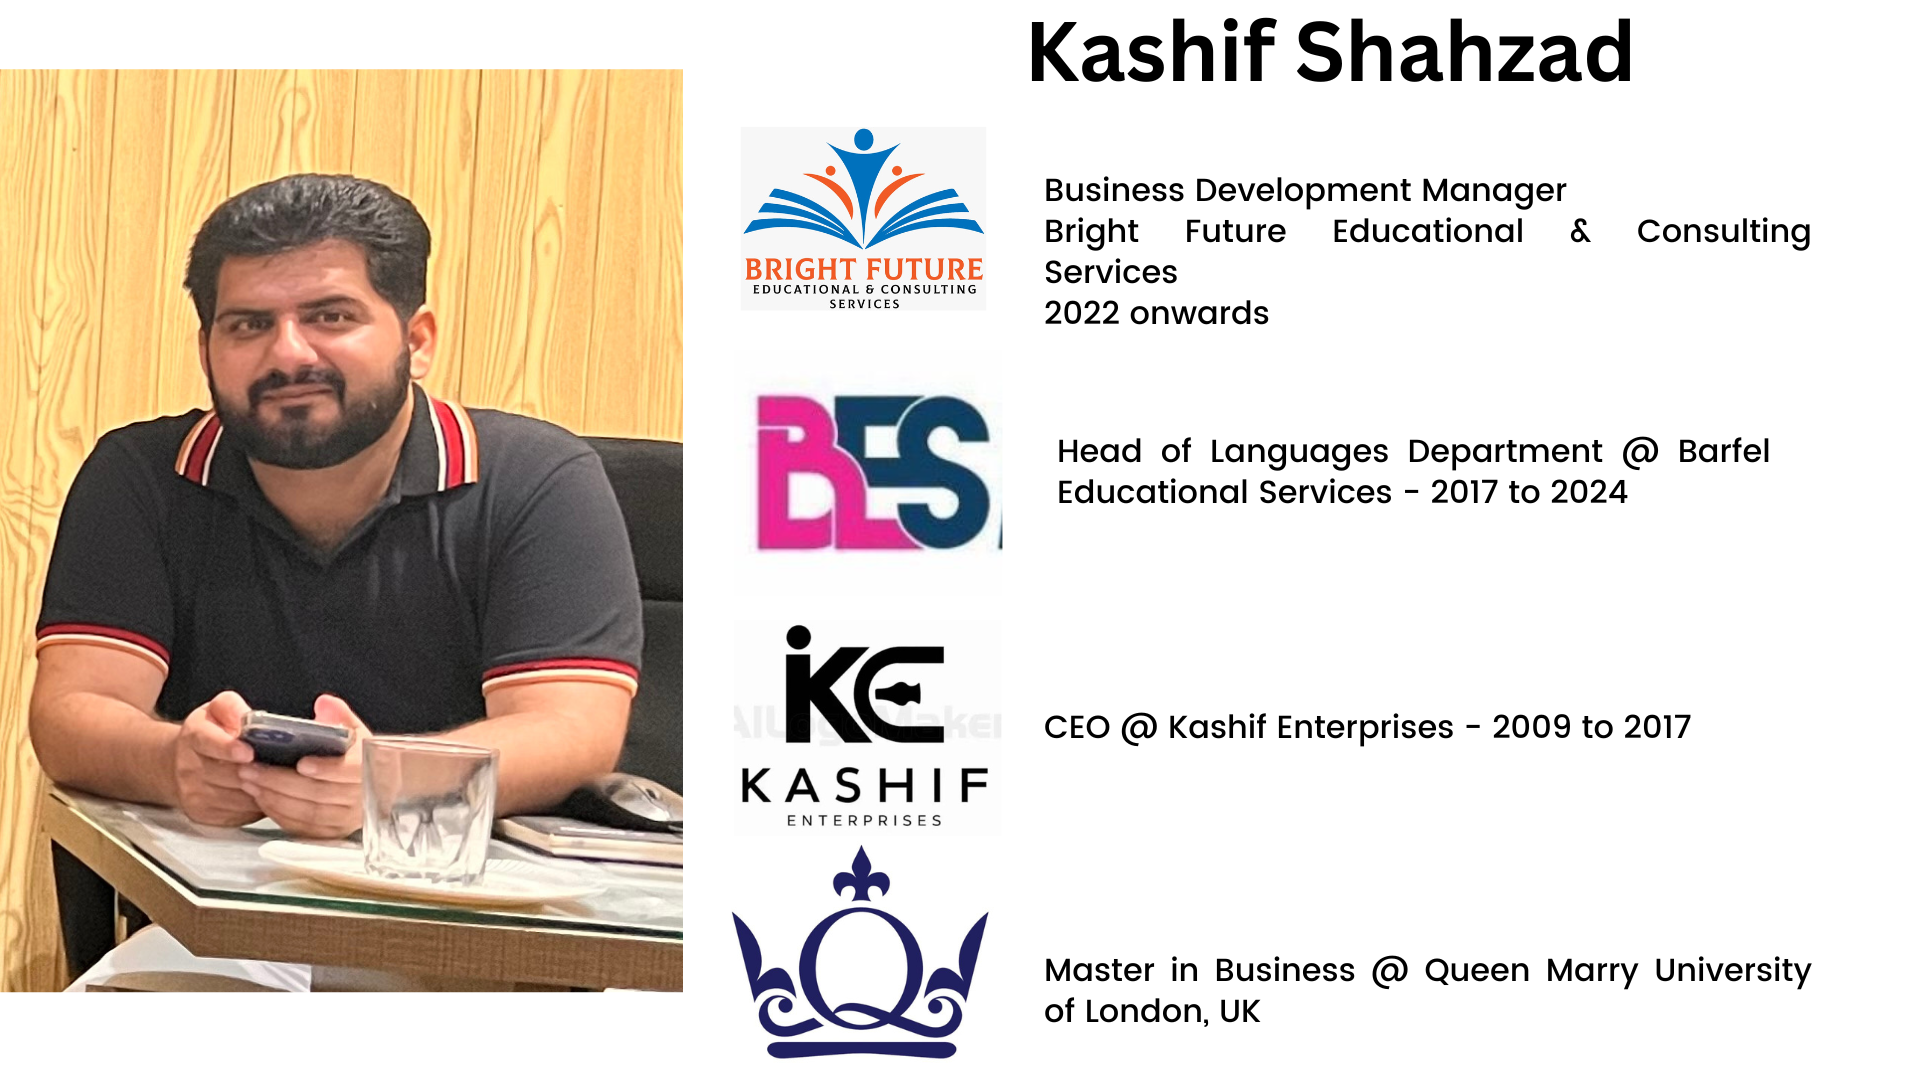 Kashif Shahzad
BRIGHT FUTURE
EDUCATIONAL & CONSULTING
SERVICES
Business Development Manager
Bright Future Educational & Consulting
Services
2022 onwards
BES
Head of Languages Department @ Barfel
Educational Services - 2017 to 2024
KE
KASHIF
ENTERPRISES
CEO @ Kashif Enterprises - 2009 to 2017
Q
Master in Business @ Queen Marry University
of London, UK